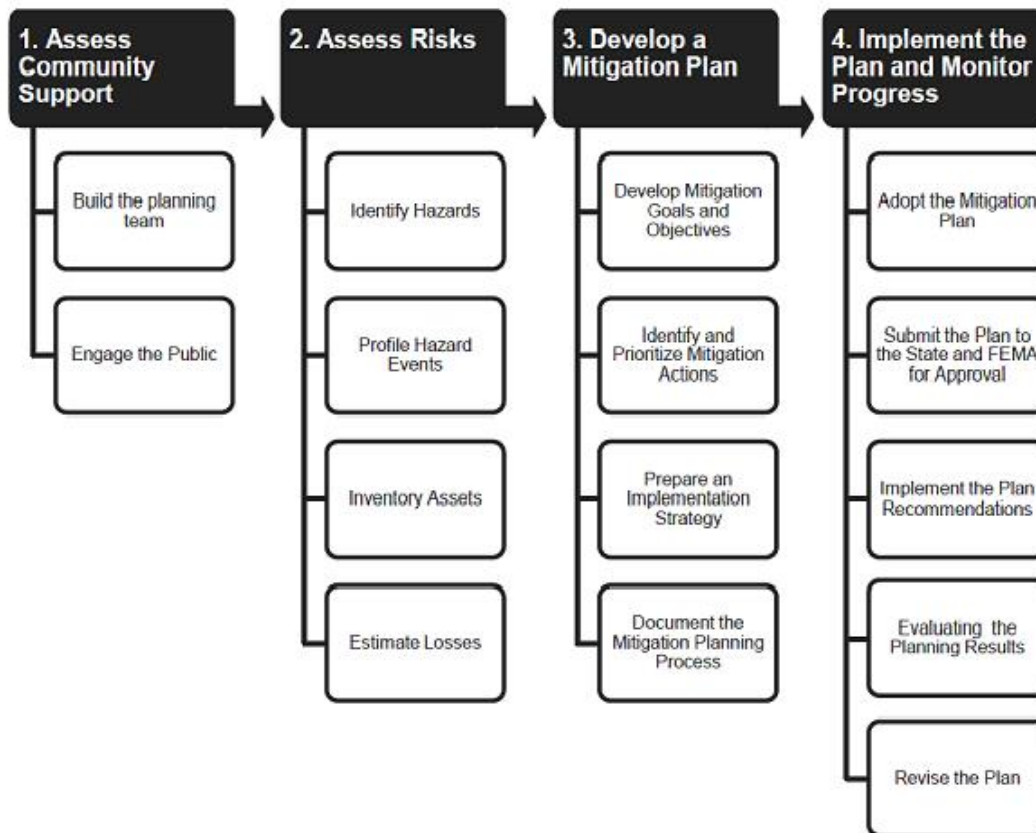 1. Assess
Community
Support
Build the planning
team
Engage the Public
2. Assess Risks
Identify Hazards
Profile Hazard
Events
Inventory Assets
Estimate Losses
3. Develop a
Mitigation Plan
Develop Mitigation
Goals and
Objectives
Identify and
Prioritize Mitigation
Actions
Prepare an
Implementation
Strategy
Document the
Mitigation Planning
Process
4. Implement the
Plan and Monitor
Progress
Adopt the Mitigation
Plan
Submit the Plan to
the State and FEMA
for Approval
Implement the Plan
Recommendations
Evaluating the
Planning Results
Revise the Plan